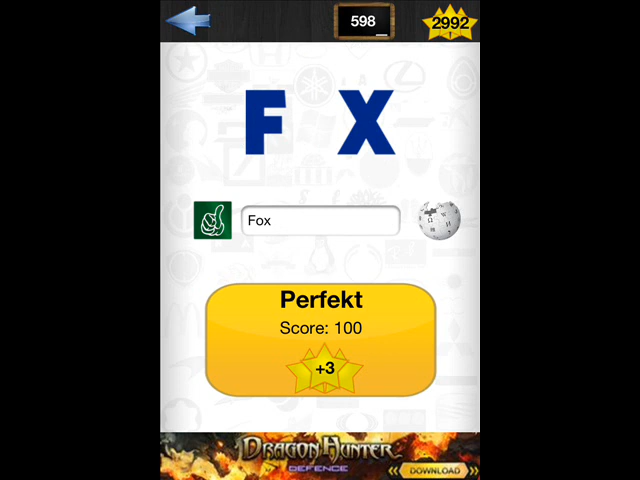 598
2992
F X
Fox
Perfekt
Score: 100
+3
DRAGON HUNTER
DEFENCE
DOWNLOAD